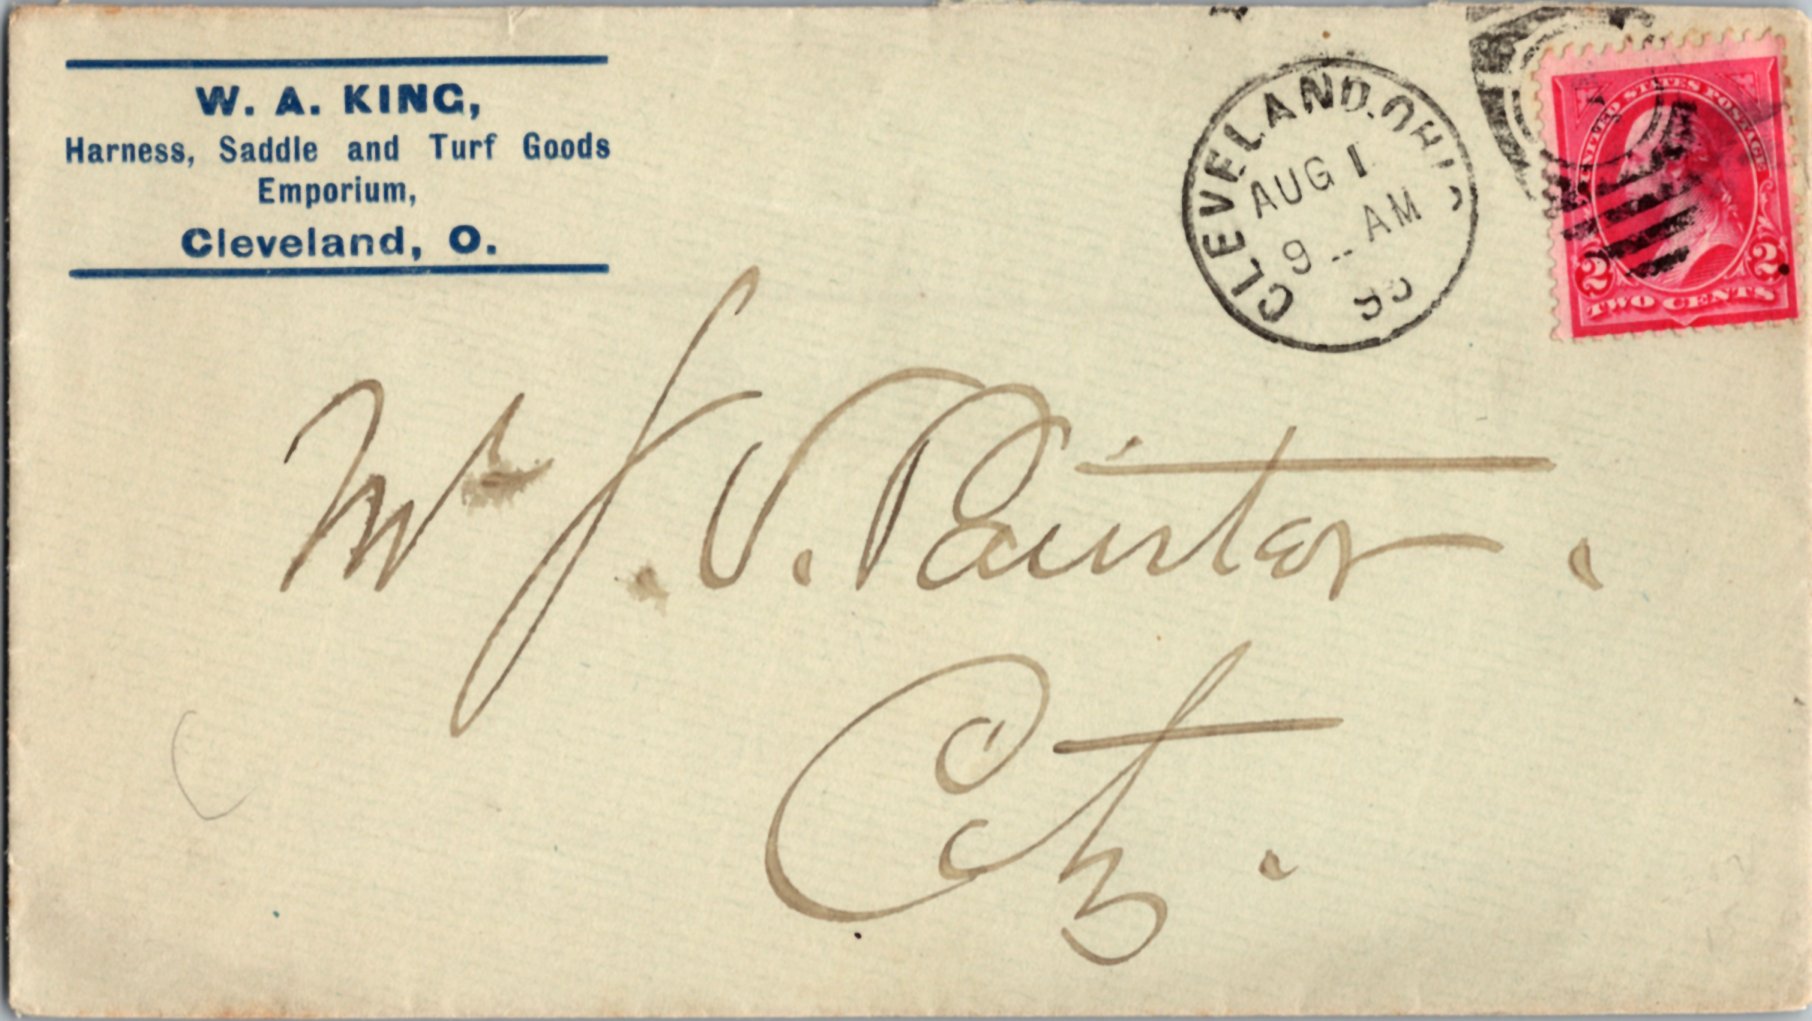 W. A. KING,
Harness, Saddle and Turf Goods
Emporium,
Cleveland, O.
CLEVELAND. OHIO
AUG 1
9 -- AM
95
UNITED STATES POSTAGE
2 2
TWO CENTS
Mr J. V. Painter.
City.